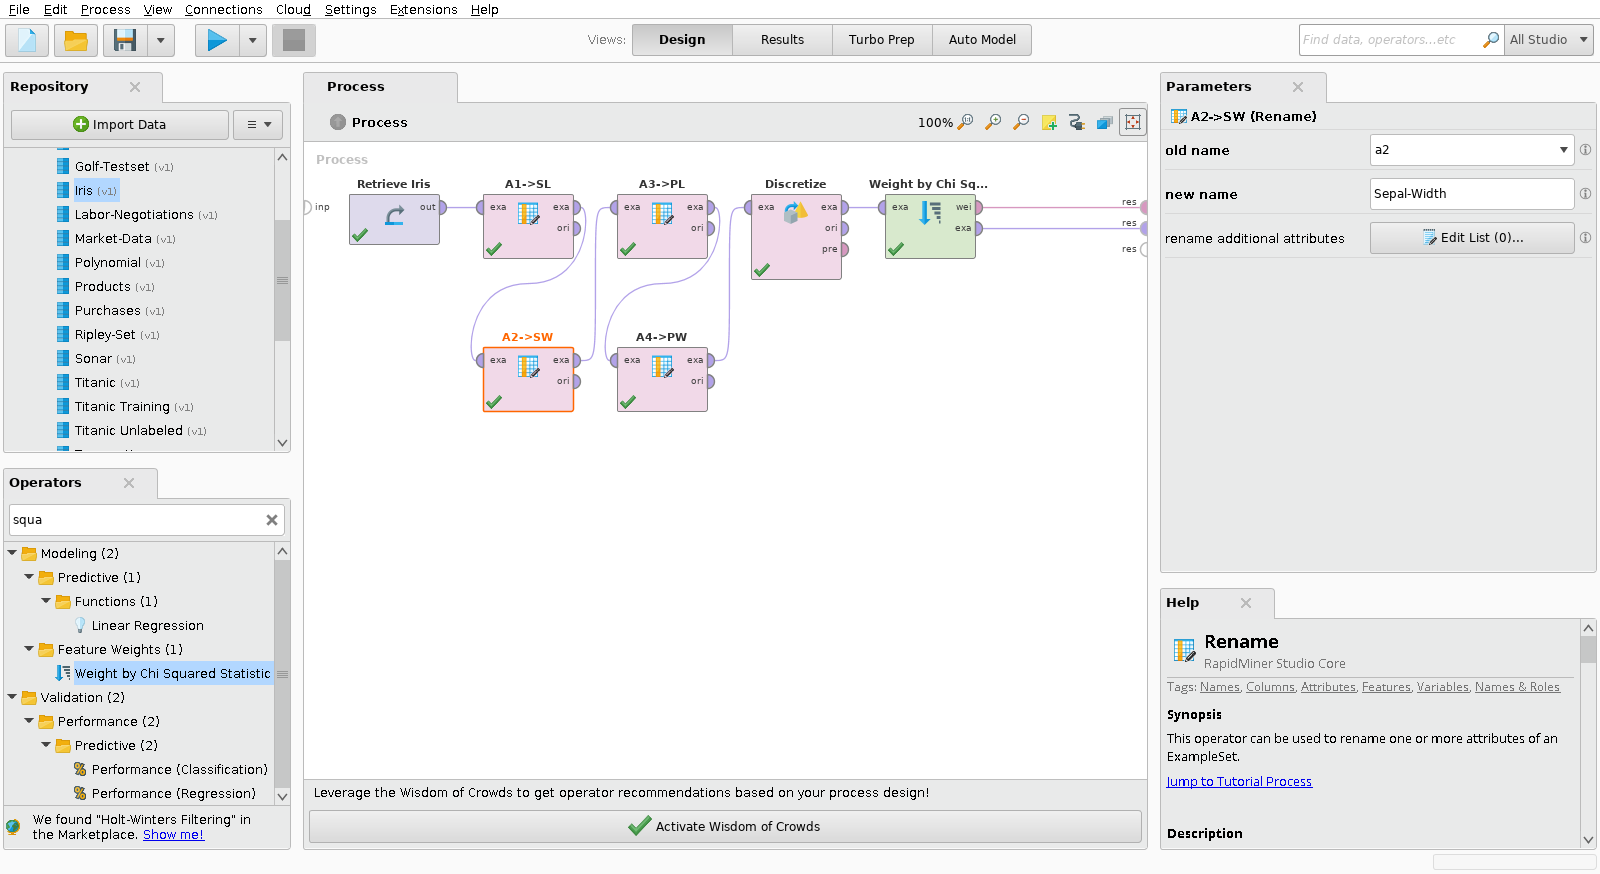 File Edit Process View Connections Cloud Settings Extensions Help
Views: Design Results Turbo Prep Auto Model
Find data, operators...etc All Studio
Repository
Import Data
Golf-Testset (v1)
Iris (v1)
Labor-Negotiations (v1)
Market-Data (v1)
Polynomial (v1)
Products (v1)
Purchases (v1)
Ripley-Set (v1)
Sonar (v1)
Titanic (v1)
Titanic Training (v1)
Titanic Unlabeled (v1)
Operators
squa
Modeling (2)
Predictive (1)
Functions (1)
Linear Regression
Feature Weights (1)
Weight by Chi Squared Statistic
Validation (2)
Performance (2)
Predictive (2)
Performance (Classification)
Performance (Regression)
We found "Holt-Winters Filtering" in
the Marketplace. Show me!
Process
Process
100%
Process
Retrieve Iris A1->SL A3->PL Discretize Weight by Chi Sq...
inp out exa exa exa exa exa exa exa wei res
ori ori ori exa res
pre res
A2->SW A4->PW
exa exa exa exa
ori ori
Leverage the Wisdom of Crowds to get operator recommendations based on your process design!
Activate Wisdom of Crowds
Parameters
A2->SW (Rename)
old name a2
new name Sepal-Width
rename additional attributes Edit List (0)...
Help
Rename
RapidMiner Studio Core
Tags: Names, Columns, Attributes, Features, Variables, Names & Roles
Synopsis
This operator can be used to rename one or more attributes of an
ExampleSet.
Jump to Tutorial Process
Description